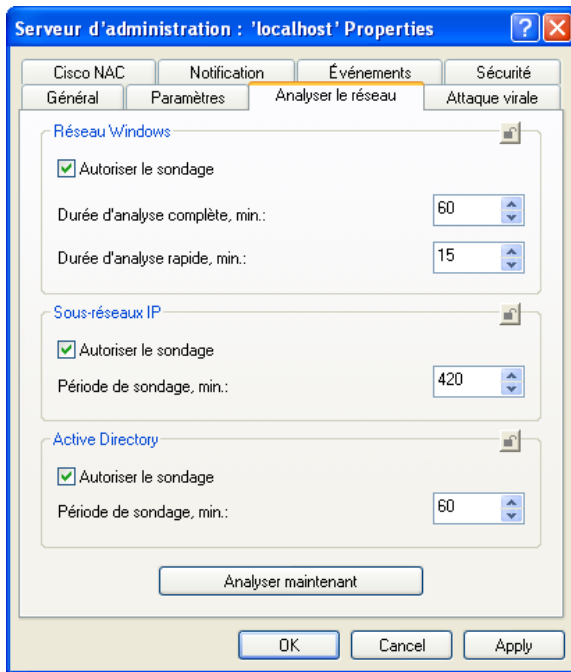 Serveur d'administration : 'localhost' Properties
Cisco NAC Notification Événements Sécurité
Général Paramètres Analyser le réseau Attaque virale
Réseau Windows
Autoriser le sondage
Durée d'analyse complète, min.: 60
Durée d'analyse rapide, min.: 15
Sous-réseaux IP
Autoriser le sondage
Période de sondage, min.: 420
Active Directory
Autoriser le sondage
Période de sondage, min.: 60
Analyser maintenant
OK Cancel Apply